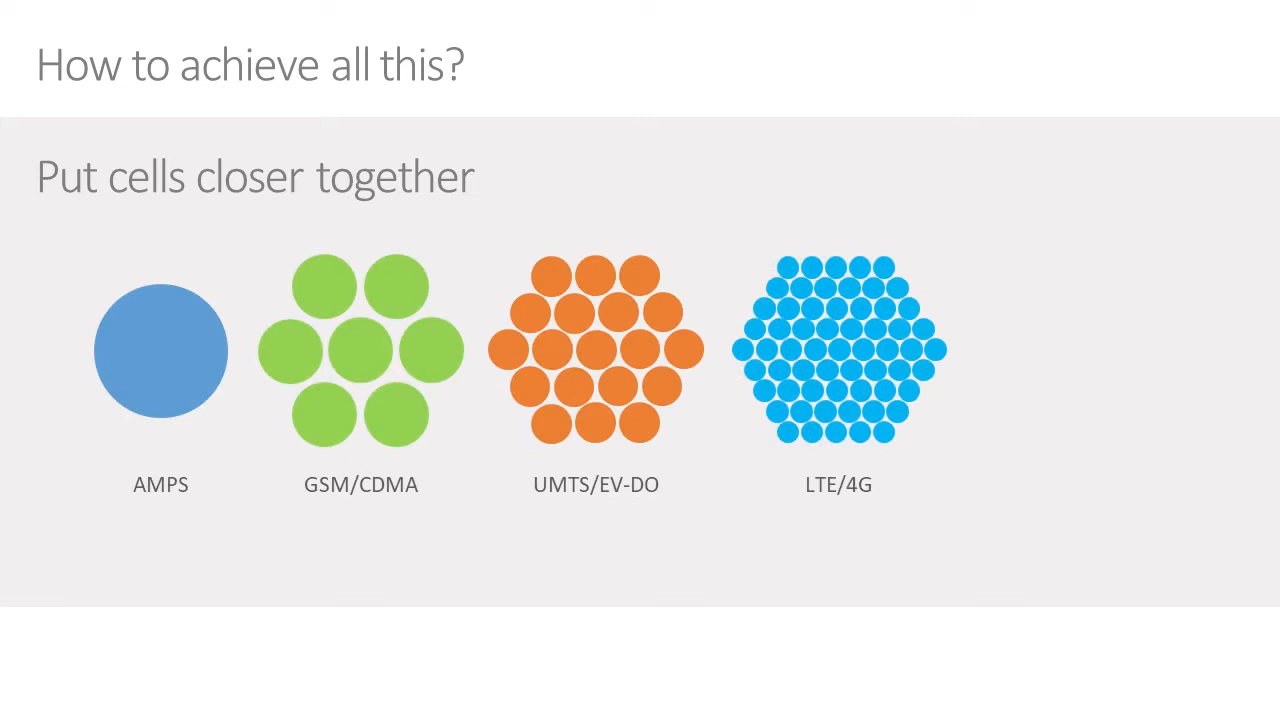 How to achieve all this?
Put cells closer together
AMPS
GSM/CDMA
UMTS/EV-DO
LTE/4G